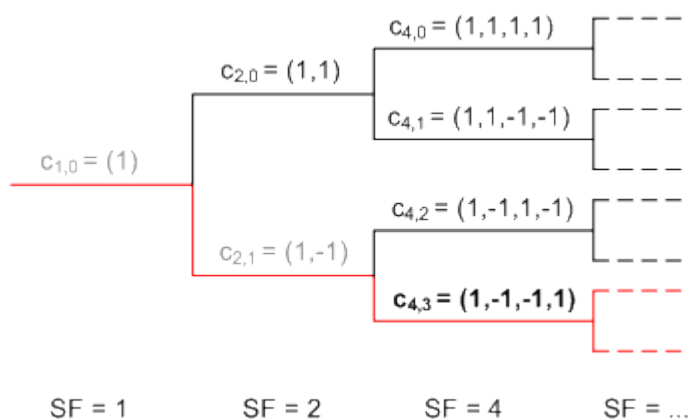 c4,0 = (1,1,1,1)
c2,0 = (1,1)
c4,1 = (1,1,-1,-1)
c1,0 = (1)
c4,2 = (1,-1,1,-1)
c2,1 = (1,-1)
c4,3 = (1,-1,-1,1)
SF = 1 SF = 2 SF = 4 SF = ...